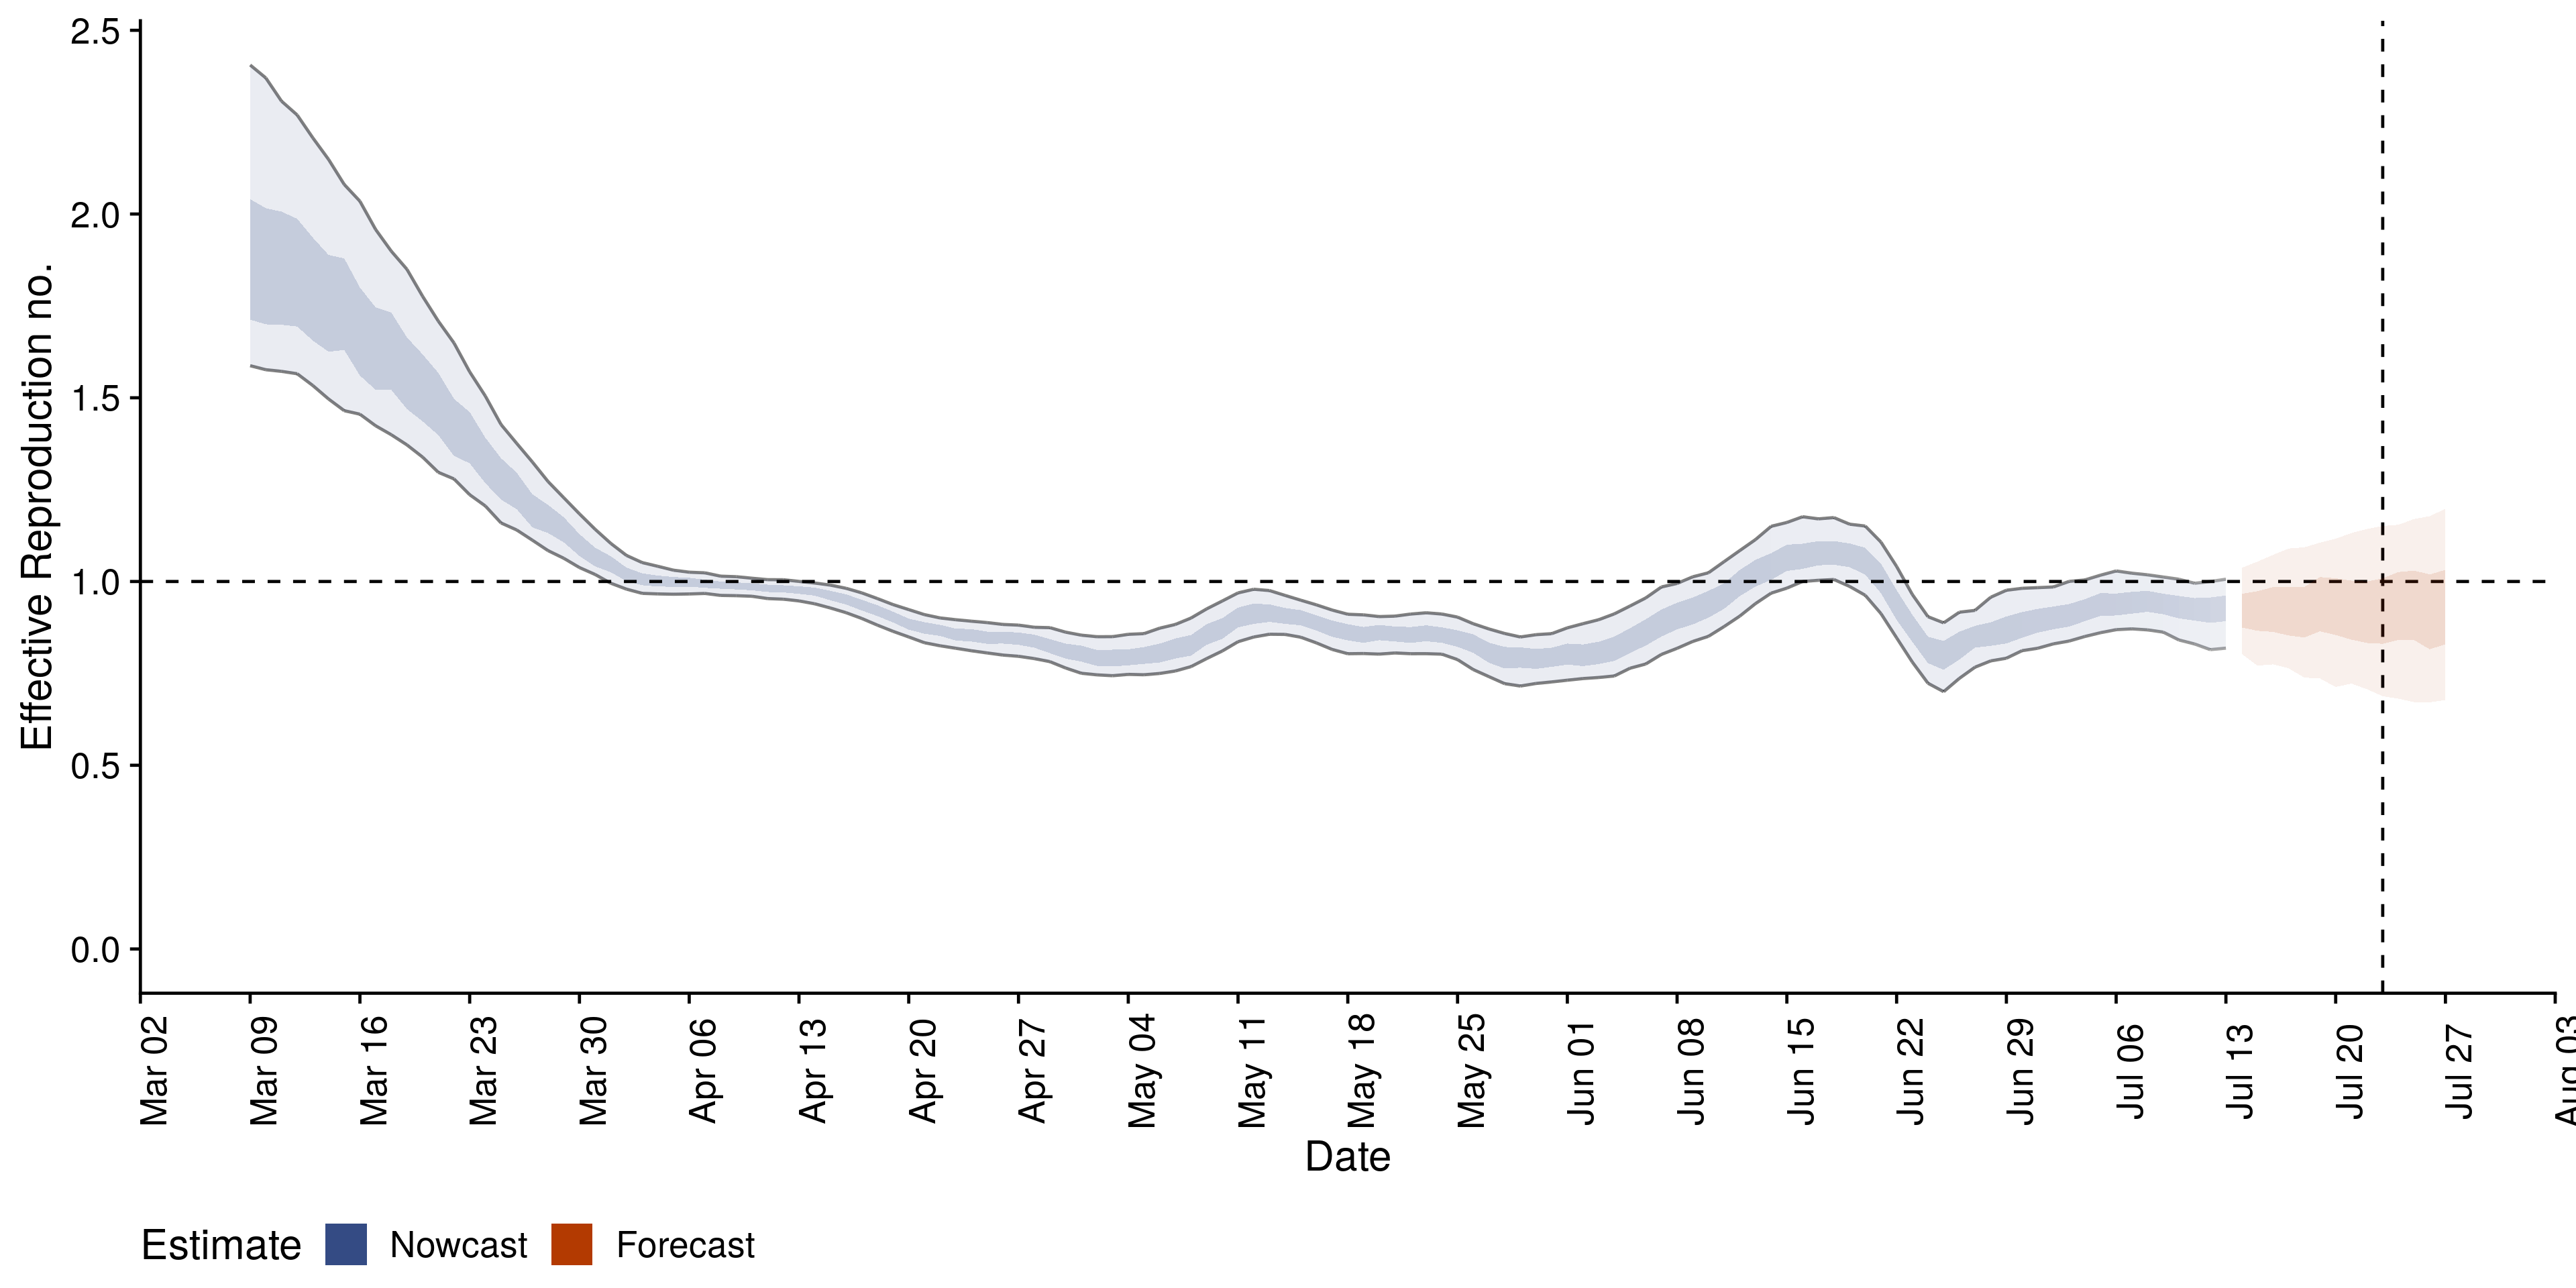 Effective Reproduction no.
2.5
2.0
1.5
1.0
0.5
0.0
Mar 02
Mar 09
Mar 16
Mar 23
Mar 30
Apr 06
Apr 13
Apr 20
Apr 27
May 04
May 11
May 18
May 25
Jun 01
Jun 08
Jun 15
Jun 22
Jun 29
Jul 06
Jul 13
Jul 20
Jul 27
Aug 03
Date
Estimate Nowcast Forecast